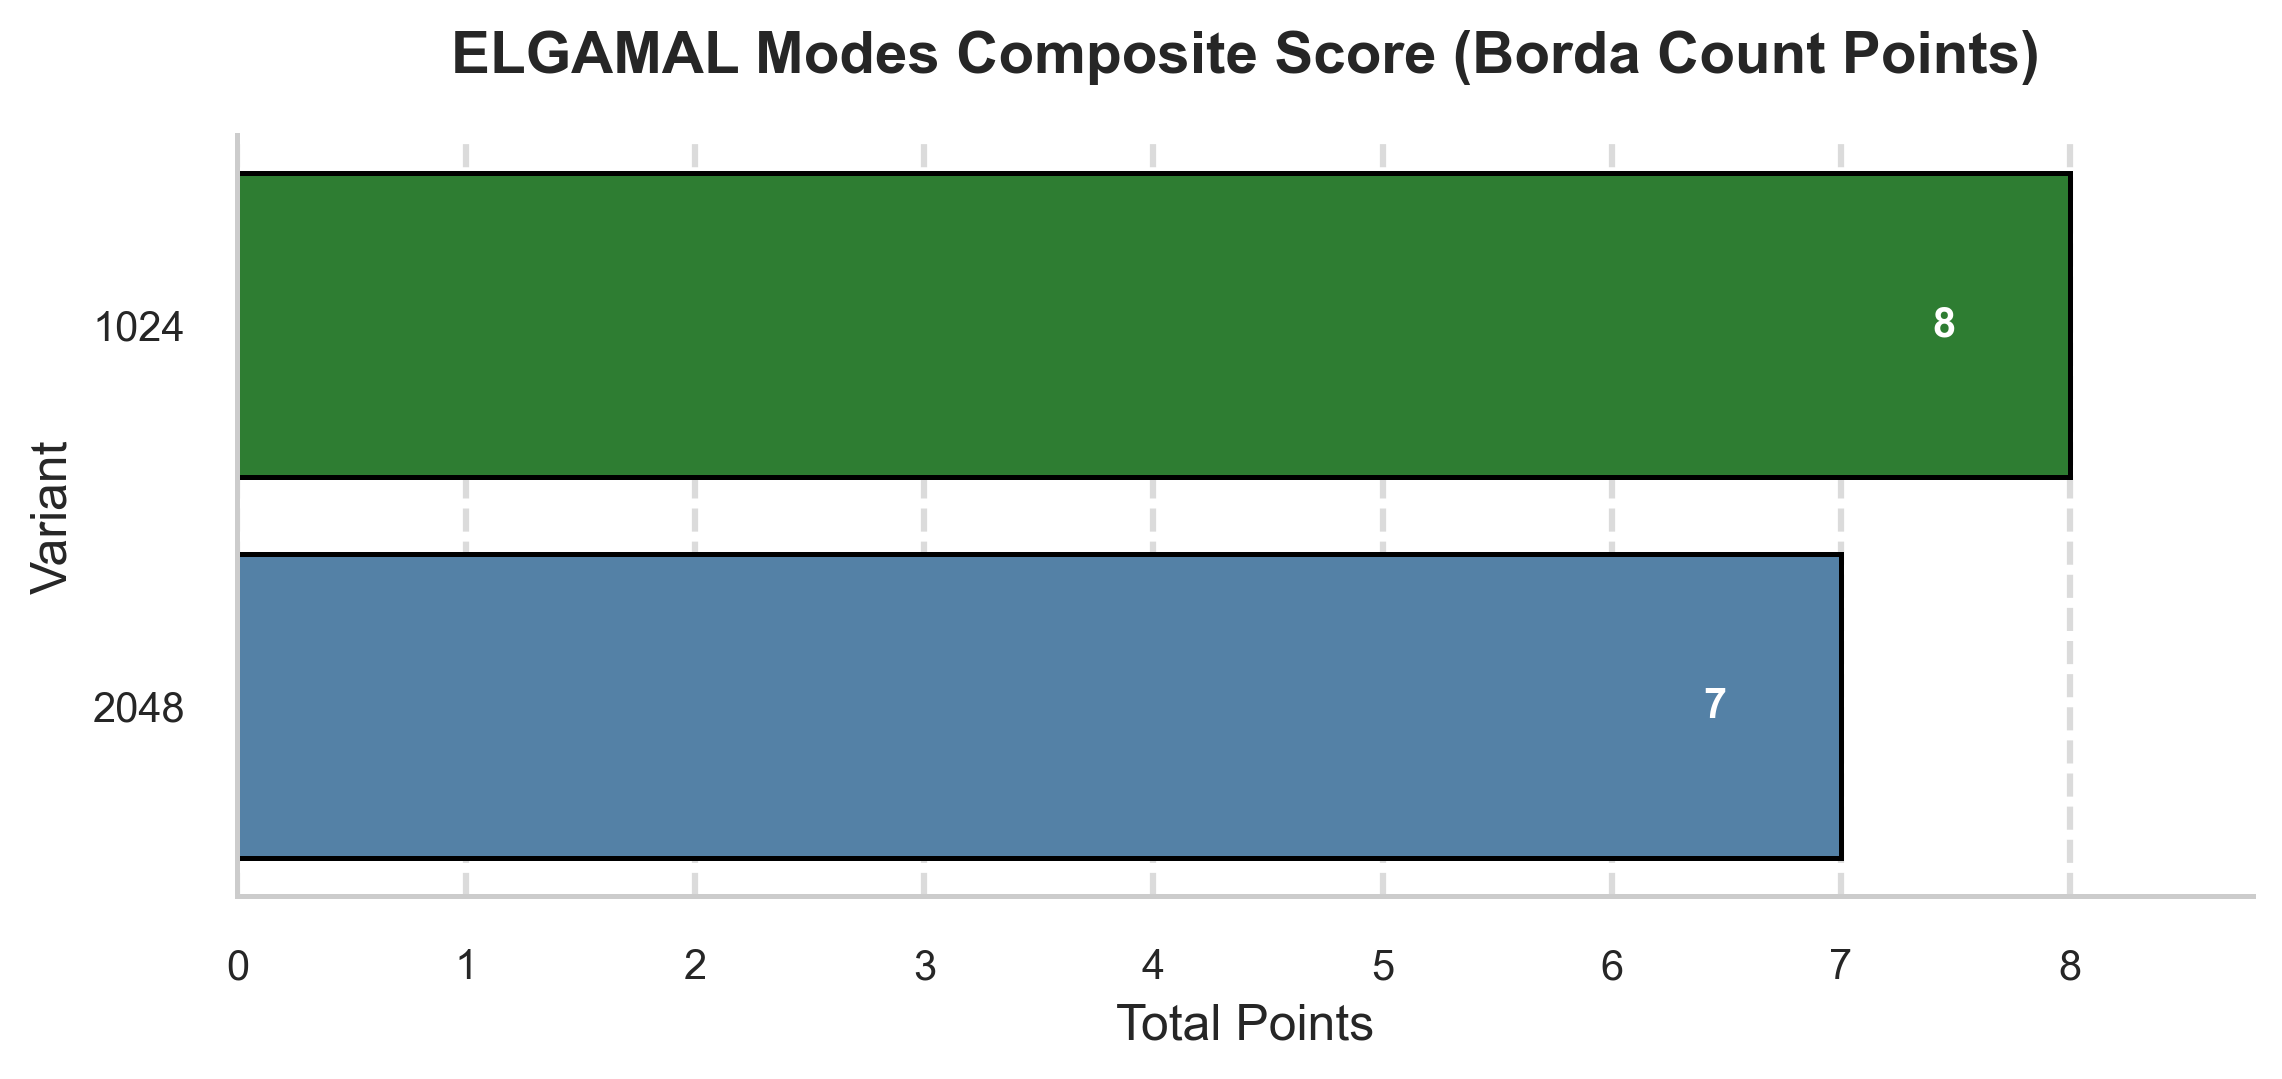 ELGAMAL Modes Composite Score (Borda Count Points)
1024
8
Variant
2048
7
0 1 2 3 4 5 6 7 8
Total Points